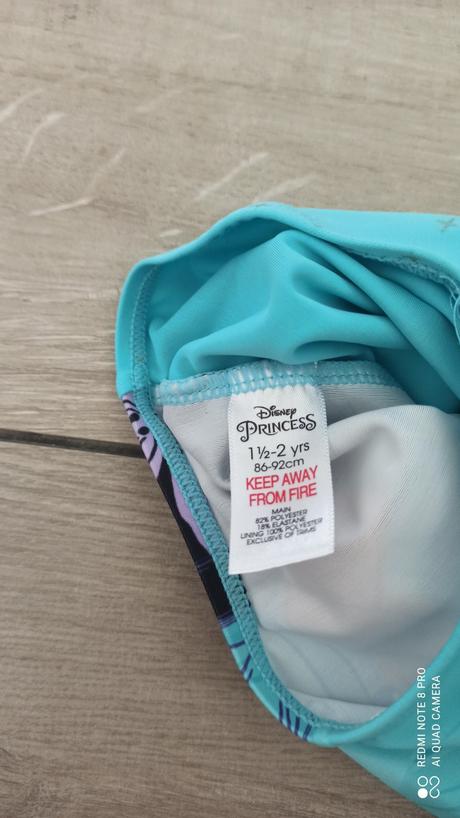 Disney
PRINCESS
1½-2 yrs
86-92cm
KEEP AWAY
FROM FIRE
MAIN
82% POLYESTER
18% ELASTANE
LINING 100% POLYESTER
EXCLUSIVE OF TRIMS
REDMI NOTE 8 PRO
AI QUAD CAMERA